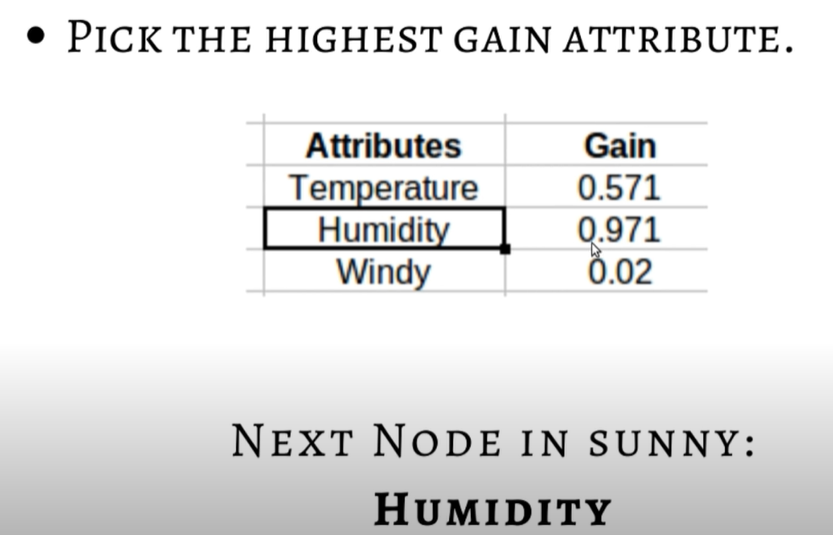 • Pick the highest gain attribute.
Attributes Gain
Temperature 0.571
Humidity 0.971
Windy 0.02
Next Node in sunny:
Humidity